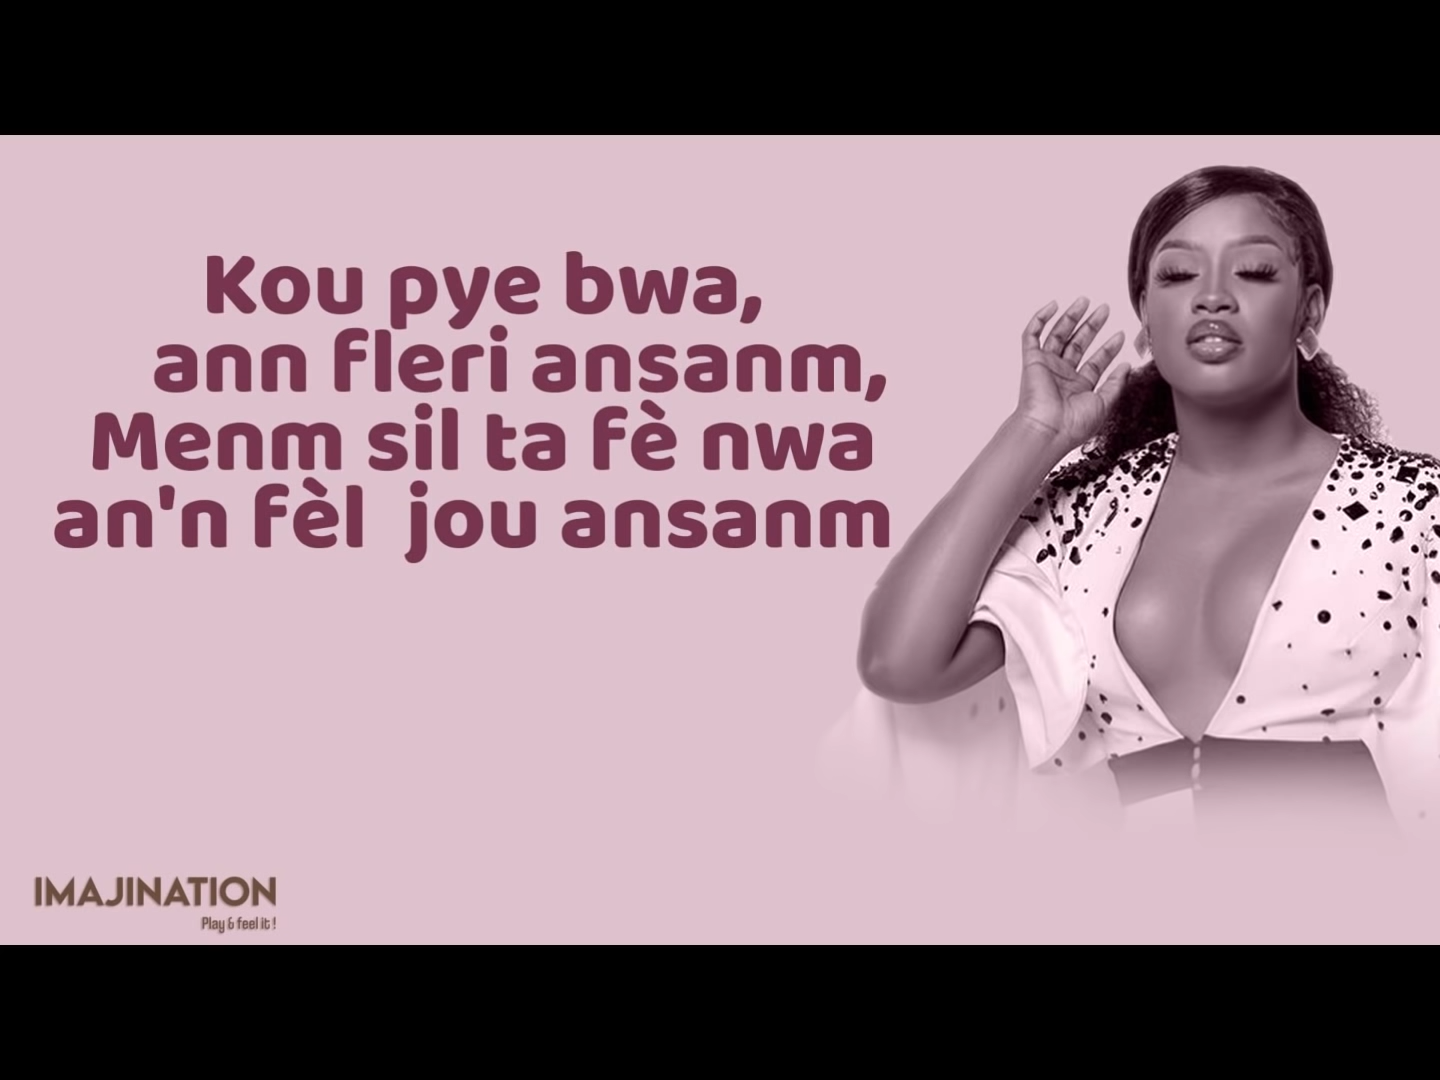 Kou pye bwa,
ann fleri ansanm,
Menm sil ta fè nwa
an'n fèl jou ansanm
IMAJINATION
Play & feel it !